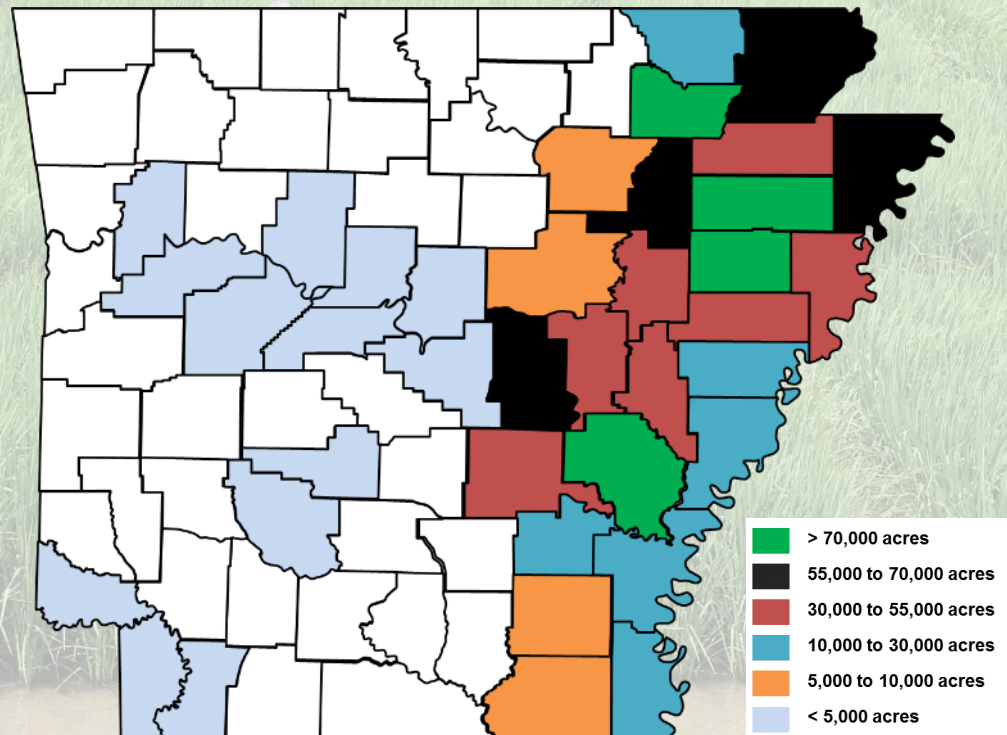 > 70,000 acres
55,000 to 70,000 acres
30,000 to 55,000 acres
10,000 to 30,000 acres
5,000 to 10,000 acres
< 5,000 acres